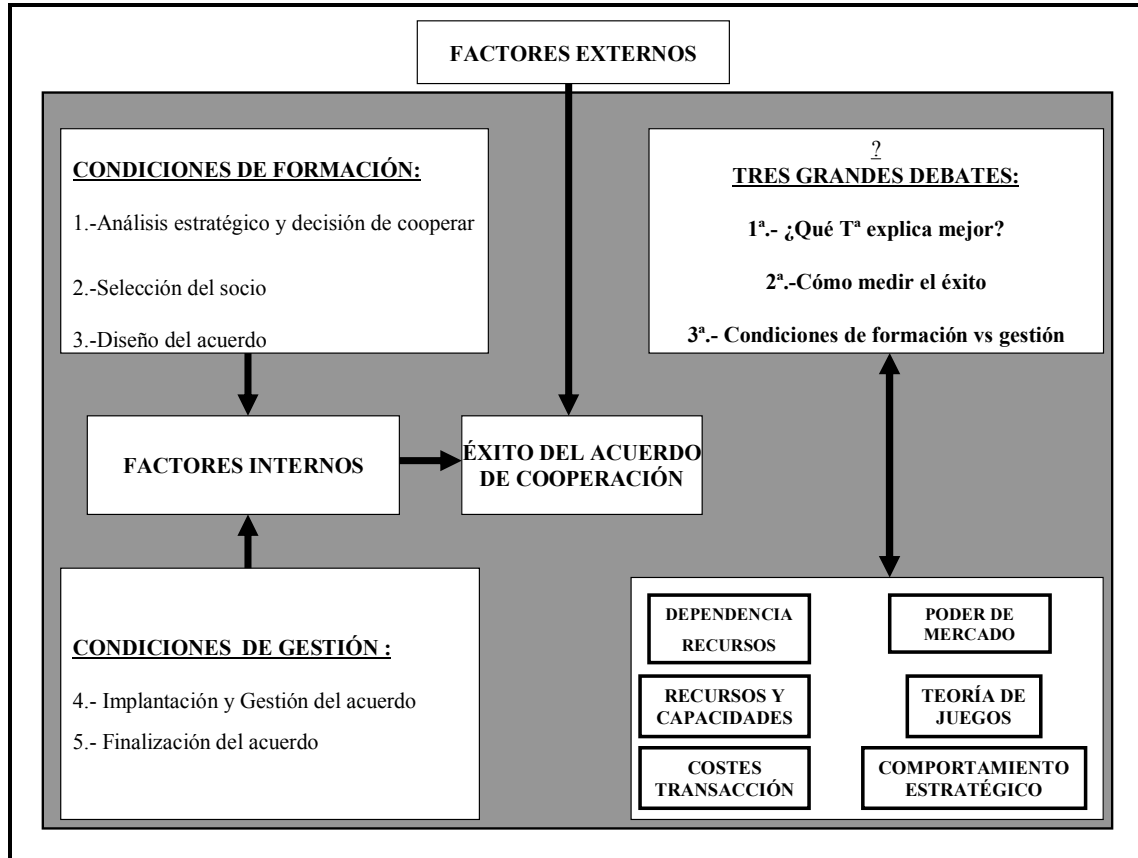 FACTORES EXTERNOS
CONDICIONES DE FORMACIÓN:
1.-Análisis estratégico y decisión de cooperar
2.-Selección del socio
3.-Diseño del acuerdo
?
TRES GRANDES DEBATES:
1ª.- ¿Qué Tª explica mejor?
2ª.-Cómo medir el éxito
3ª.- Condiciones de formación vs gestión
FACTORES INTERNOS
ÉXITO DEL ACUERDO
DE COOPERACIÓN
CONDICIONES DE GESTIÓN :
4.- Implantación y Gestión del acuerdo
5.- Finalización del acuerdo
DEPENDENCIA
RECURSOS
PODER DE
MERCADO
RECURSOS Y
CAPACIDADES
TEORÍA DE
JUEGOS
COSTES
TRANSACCIÓN
COMPORTAMIENTO
ESTRATÉGICO